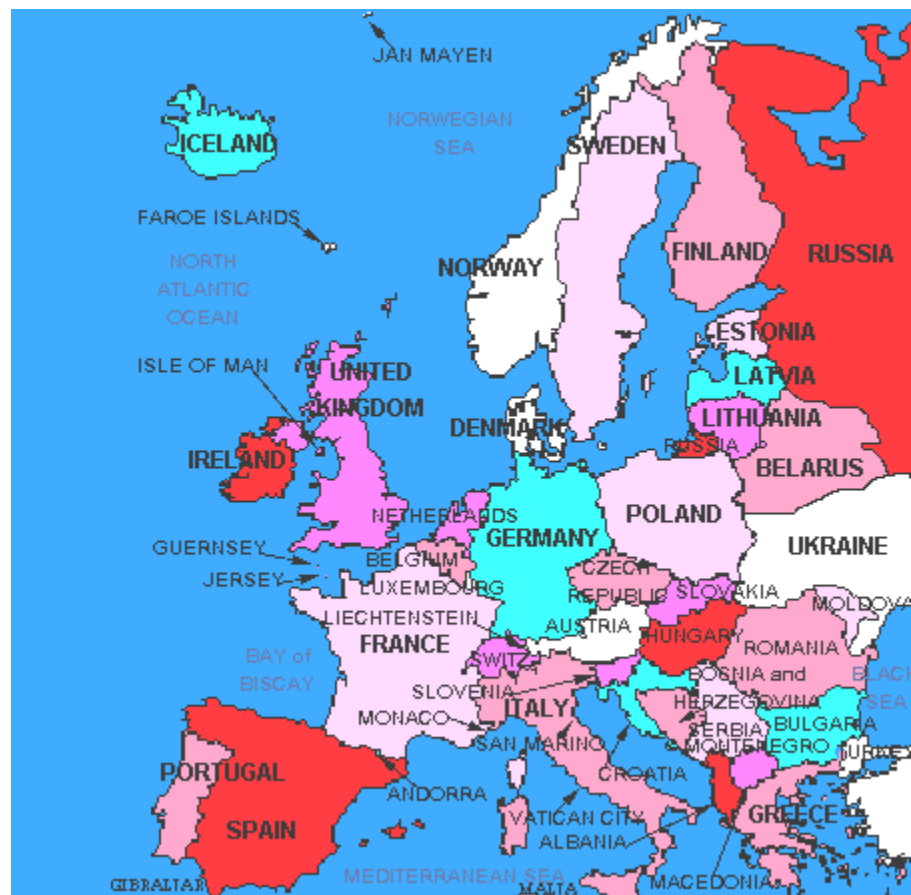 JAN MAYEN
NORWEGIAN
SEA
ICELAND
SWEDEN
FAROE ISLANDS
FINLAND
RUSSIA
NORTH
ATLANTIC
OCEAN
NORWAY
ESTONIA
ISLE OF MAN
UNITED
KINGDOM
LATVIA
LITHUANIA
DENMARK
RUSSIA
IRELAND
BELARUS
NETHERLANDS
POLAND
GERMANY
UKRAINE
GUERNSEY
BELGIUM
CZECH
REPUBLIC
JERSEY
LUXEMBOURG
SLOVAKIA
MOLDOVA
LIECHTENSTEIN
AUSTRIA
FRANCE
HUNGARY
ROMANIA
BAY of
BISCAY
SWITZ
BOSNIA and
HERZEGOVINA
BLACK
SEA
SLOVENIA
ITALY
MONACO
SERBIA
BULGARIA
SAN MARINO
MONTENEGRO
TURKEY
PORTUGAL
CROATIA
ANDORRA
SPAIN
VATICAN CITY
GREECE
ALBANIA
MEDITERRANEAN SEA
GIBRALTAR
MALTA
MACEDONIA